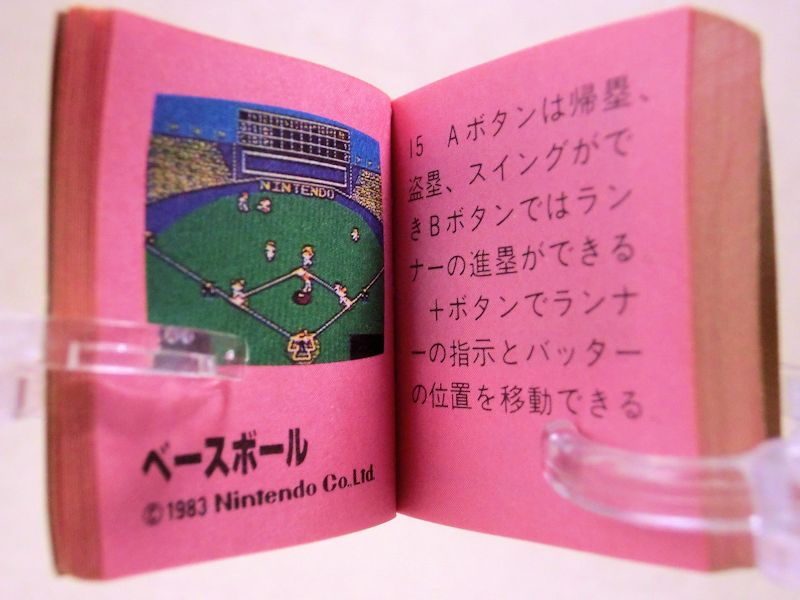 NINTENDO
ベースボール
©1983 Nintendo Co.,Ltd.
15 Aボタンは帰塁、
盗塁、スイングがで
きBボタンではラン
ナーの進塁ができる
+ボタンでランナ
ーの指示とバッター
の位置を移動できる